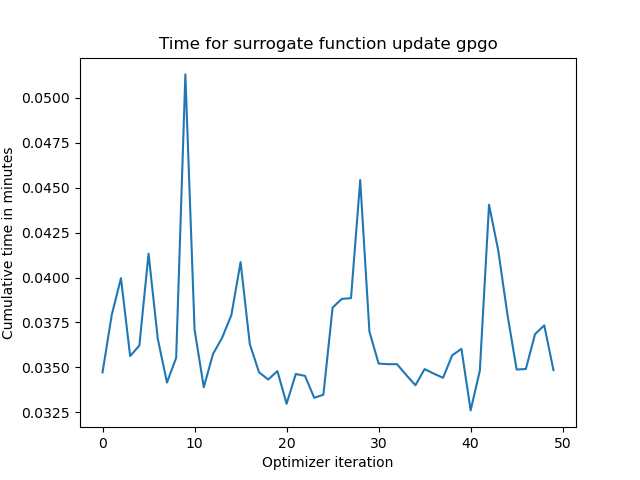 Time for surrogate function update gpgo
Cumulative time in minutes
0.0500
0.0475
0.0450
0.0425
0.0400
0.0375
0.0350
0.0325
0 10 20 30 40 50
Optimizer iteration